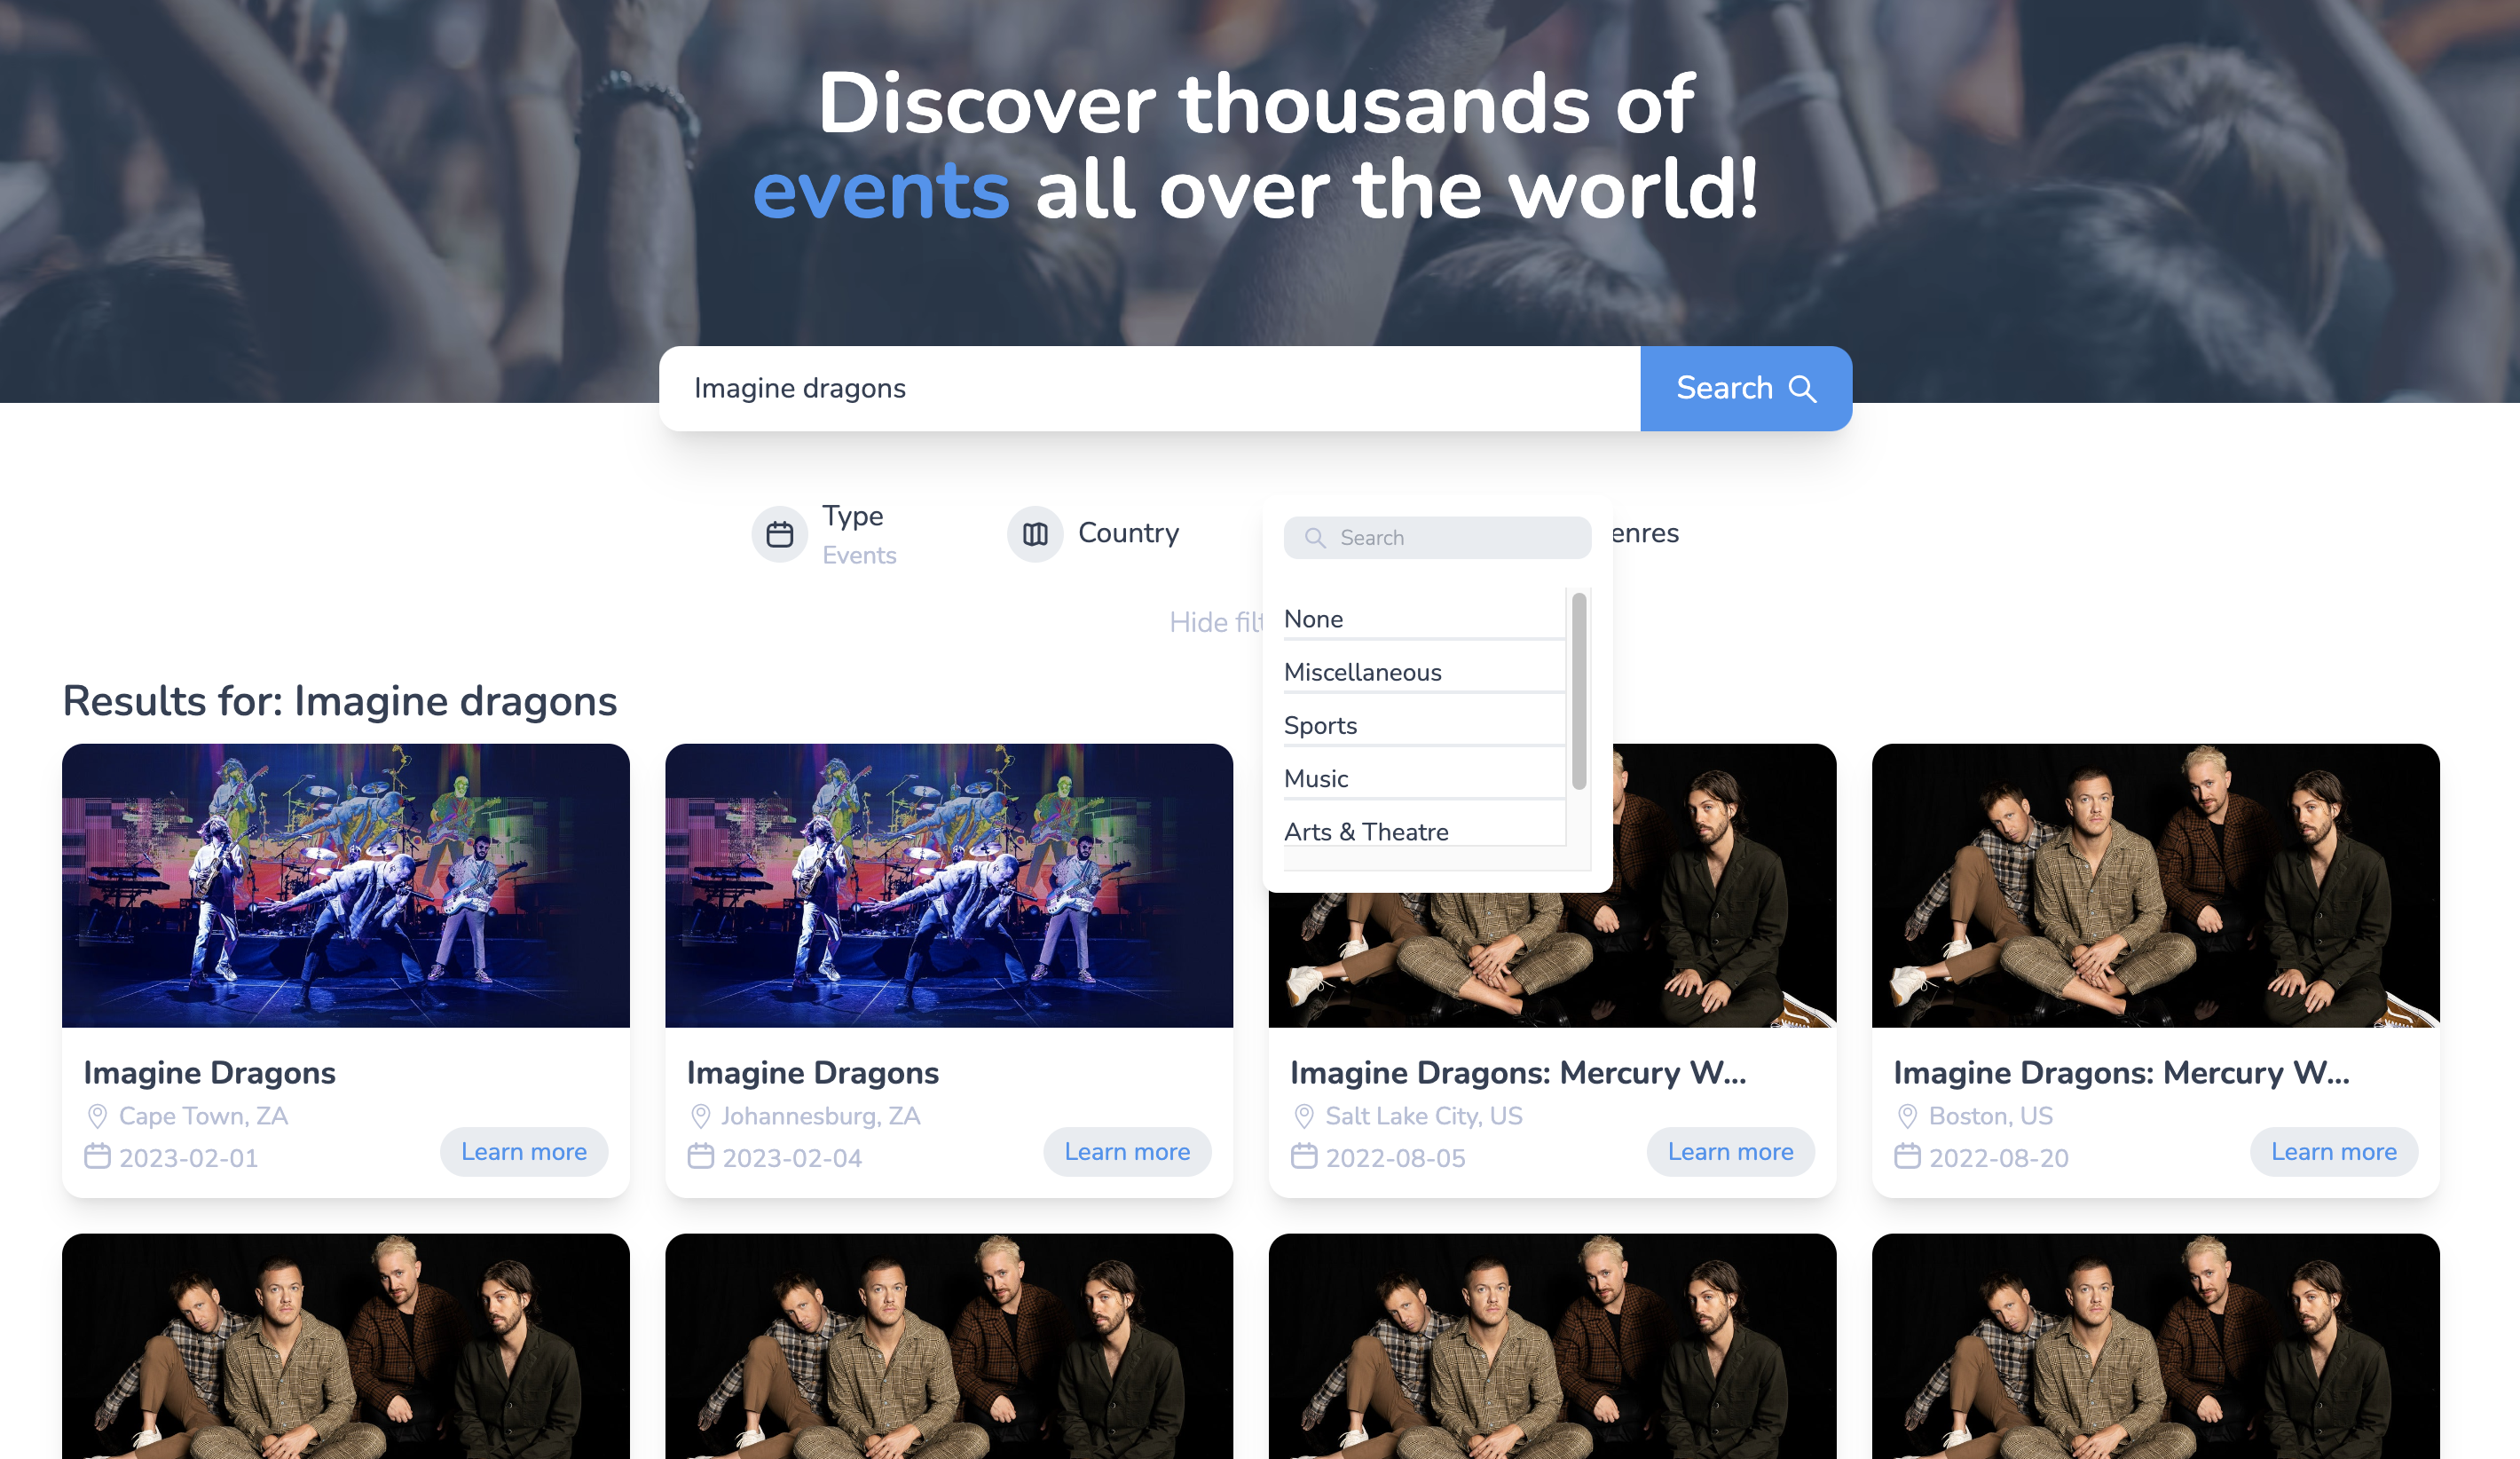 Discover thousands of
events all over the world!
Imagine dragons
Search
Type
Events
Country
Search
enres
Hide filt
None
Miscellaneous
Sports
Music
Arts & Theatre
Results for: Imagine dragons
Imagine Dragons
Cape Town, ZA
2023-02-01
Learn more
Imagine Dragons
Johannesburg, ZA
2023-02-04
Learn more
Imagine Dragons: Mercury W...
Salt Lake City, US
2022-08-05
Learn more
Imagine Dragons: Mercury W...
Boston, US
2022-08-20
Learn more